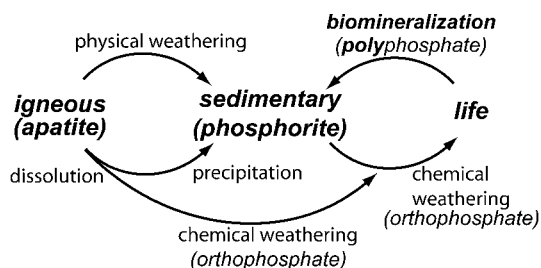 biomineralization
(polyphosphate)
physical weathering
igneous
(apatite)
sedimentary
(phosphorite)
life
dissolution
precipitation
chemical
weathering
(orthophosphate)
chemical weathering
(orthophosphate)